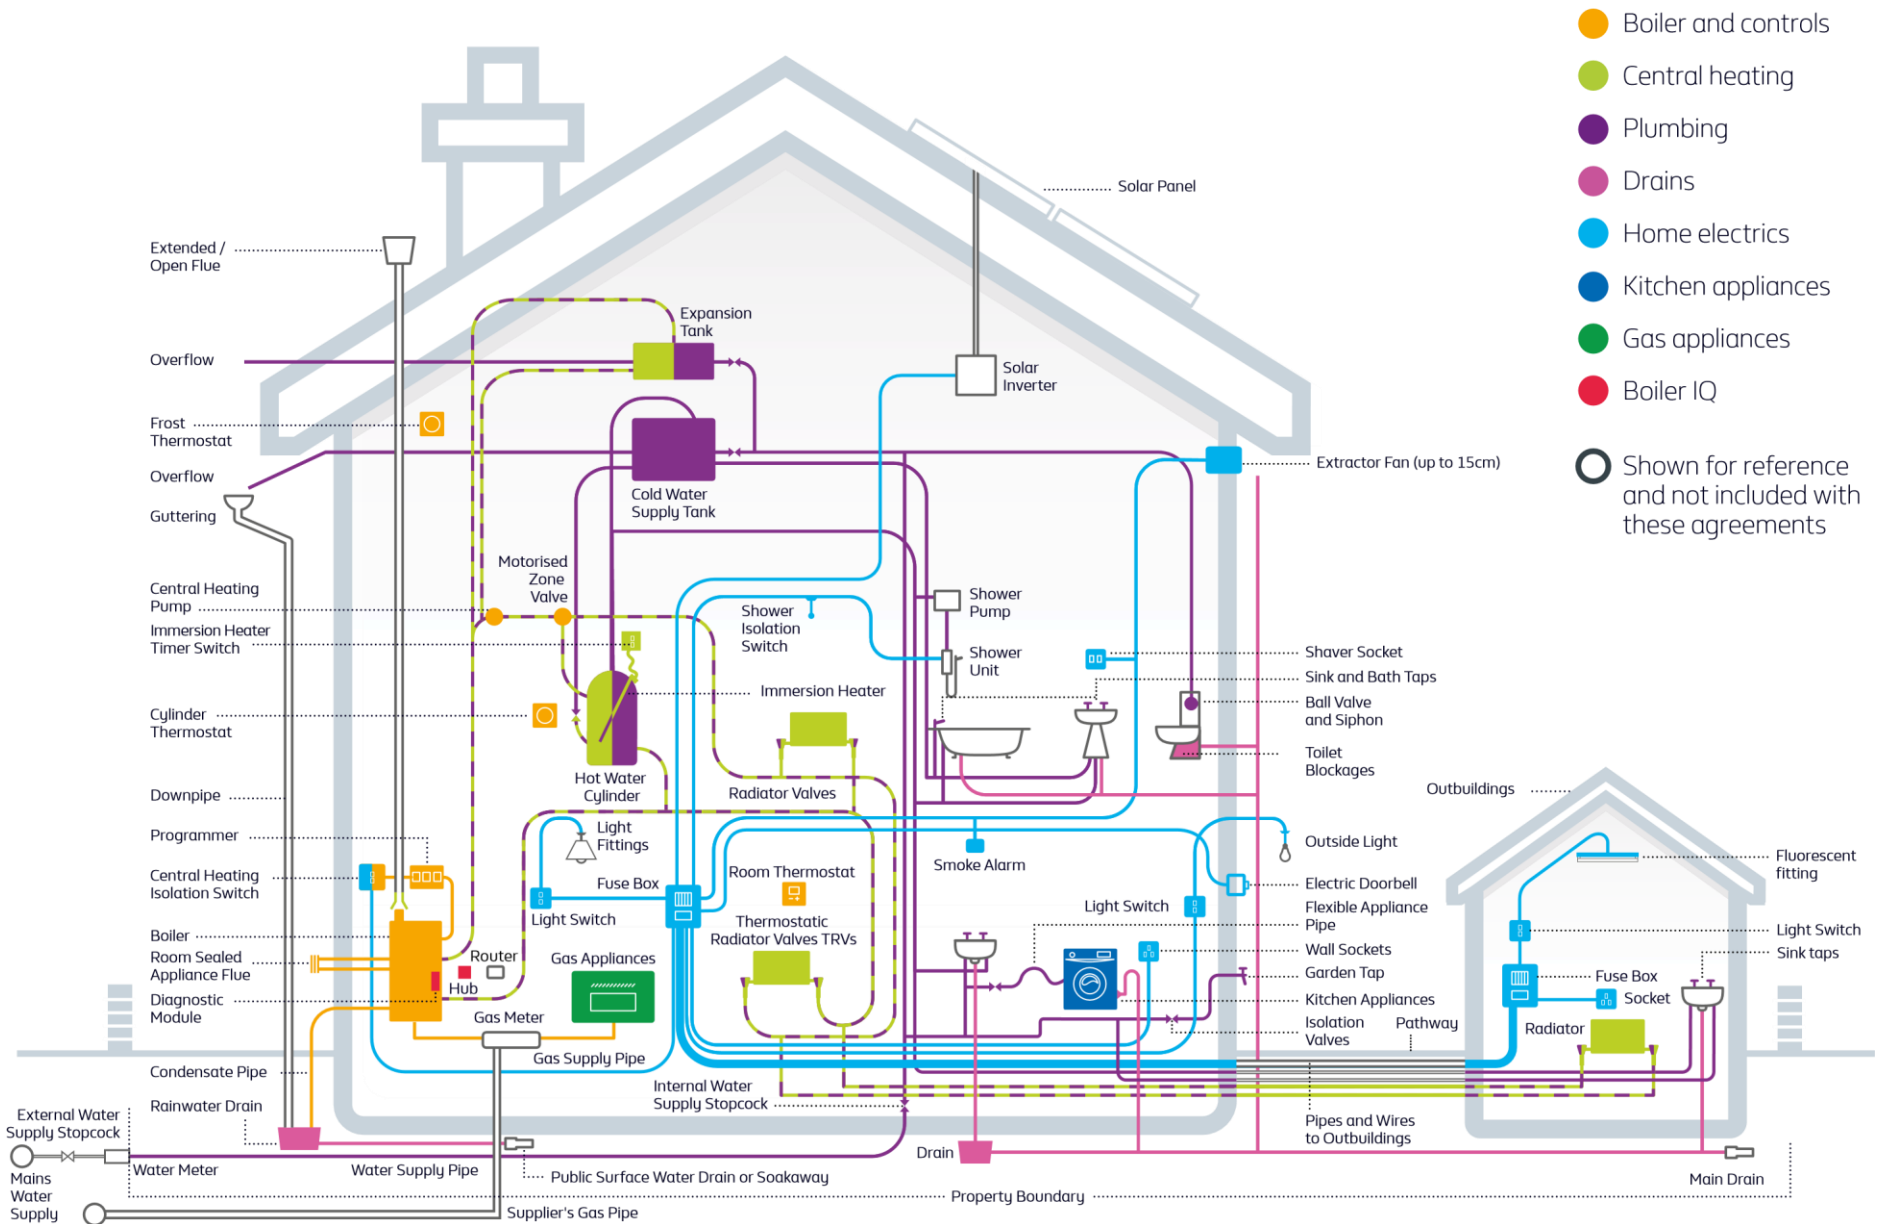 Boiler and controls
Central heating
Plumbing
Drains
Home electrics
Kitchen appliances
Gas appliances
Boiler IQ
Shown for reference
and not included with
these agreements
Solar Panel
Extended /
Open Flue
Expansion
Tank
Overflow
Solar
Inverter
Frost
Thermostat
Overflow
Extractor Fan (up to 15cm)
Cold Water
Supply Tank
Guttering
Motorised
Zone
Valve
Central Heating
Pump
Immersion Heater
Timer Switch
Shower
Isolation
Switch
Shower
Pump
Shower
Unit
Shaver Socket
Sink and Bath Taps
Immersion Heater
Ball Valve
and Siphon
Cylinder
Thermostat
Toilet
Blockages
Hot Water
Cylinder
Radiator Valves
Outbuildings
Downpipe
Programmer
Light
Fittings
Outside Light
Smoke Alarm
Fluorescent
fitting
Central Heating
Isolation Switch
Fuse Box
Room Thermostat
Electric Doorbell
Light Switch
Light Switch
Flexible Appliance
Pipe
Thermostatic
Radiator Valves TRVs
Light Switch
Boiler
Room Sealed
Appliance Flue
Router
Hub
Gas Appliances
Wall Sockets
Sink taps
Garden Tap
Fuse Box
Socket
Diagnostic
Module
Kitchen Appliances
Gas Meter
Isolation
Valves
Pathway
Radiator
Gas Supply Pipe
Condensate Pipe
Internal Water
Supply Stopcock
Rainwater Drain
External Water
Supply Stopcock
Pipes and Wires
to Outbuildings
Drain
Water Meter
Water Supply Pipe
Public Surface Water Drain or Soakaway
Main Drain
Mains
Water
Supply
Property Boundary
Supplier's Gas Pipe